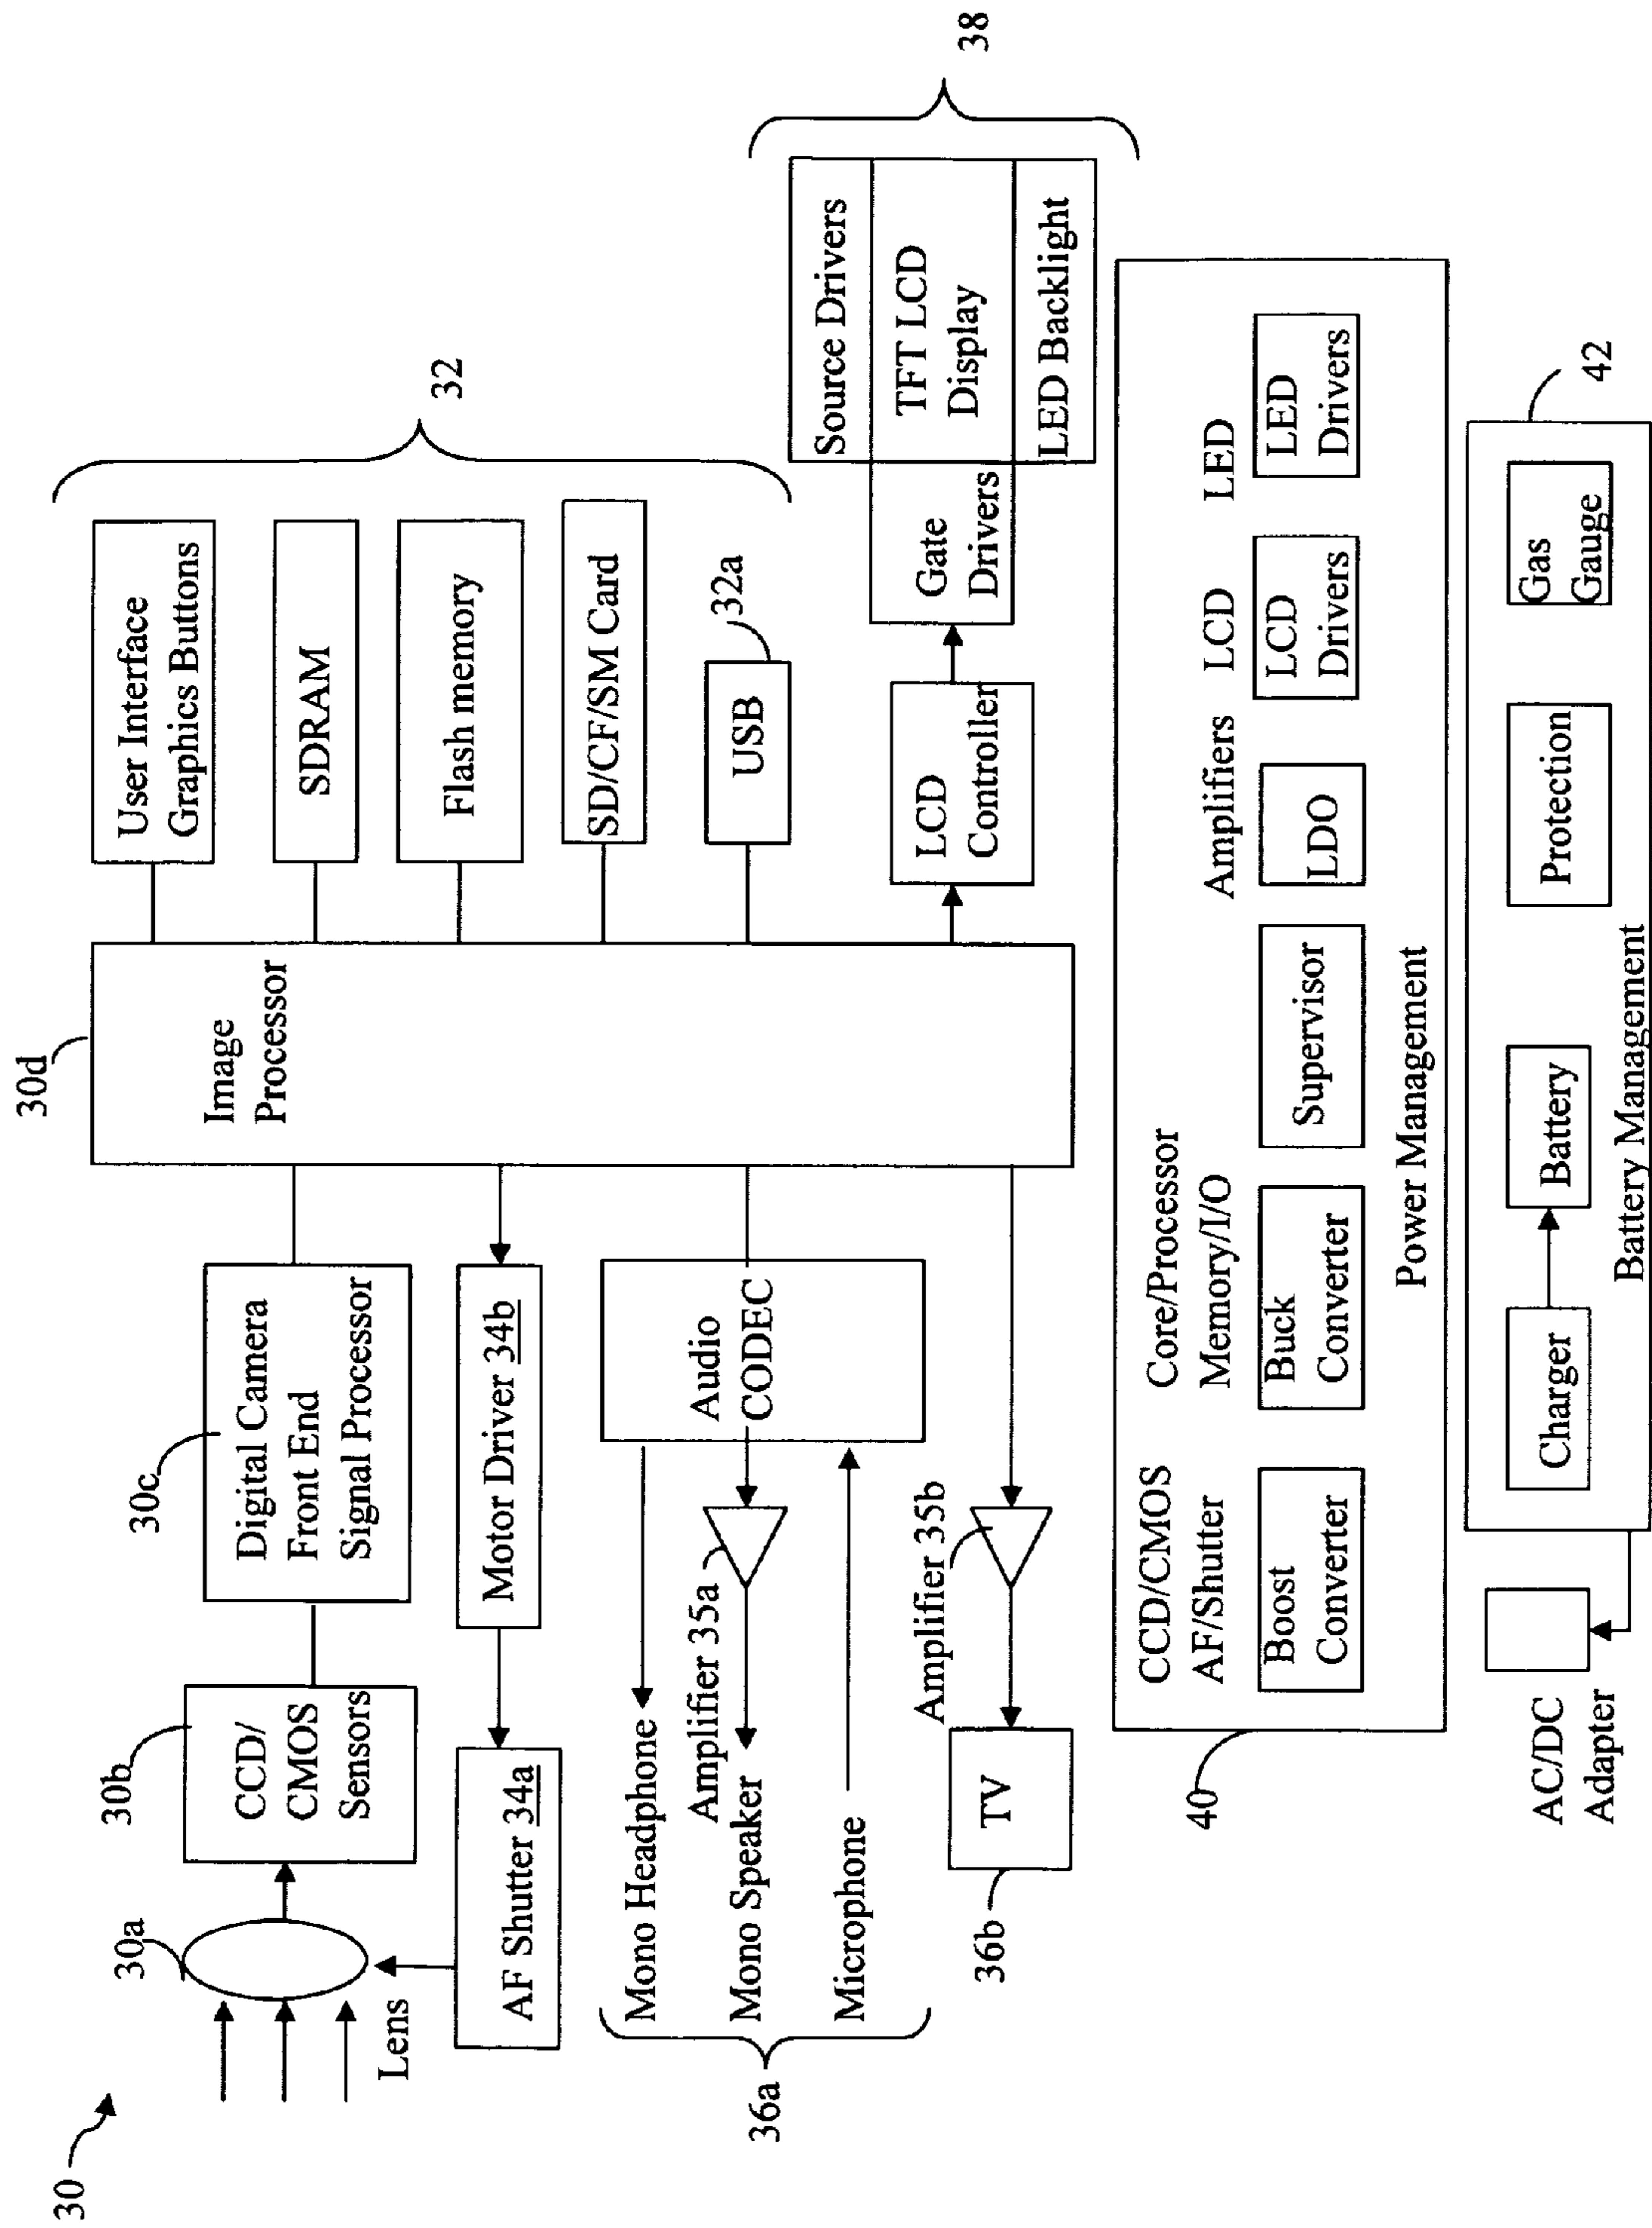 30
30a
Lens
30b
CCD/
CMOS
Sensors
30c
Digital Camera
Front End
Signal Processor
30d
Image
Processor
User Interface
Graphics Buttons
SDRAM
Flash memory
SD/CF/SM Card
USB
32a
32
AF Shutter 34a
Motor Driver 34b
Mono Headphone
Amplifier 35a
Mono Speaker
Microphone
36a
Audio
CODEC
Amplifier 35b
TV
36b
LCD
Controller
Gate
Drivers
Source Drivers
TFT LCD
Display
LED Backlight
38
40
CCD/CMOS
AF/Shutter
Boost
Converter
Core/Processor
Memory/I/O
Buck
Converter
Supervisor
Amplifiers
LDO
LCD
LCD
Drivers
LED
LED
Drivers
Power Management
42
AC/DC
Adapter
Charger
Battery
Protection
Gas
Gauge
Battery Management